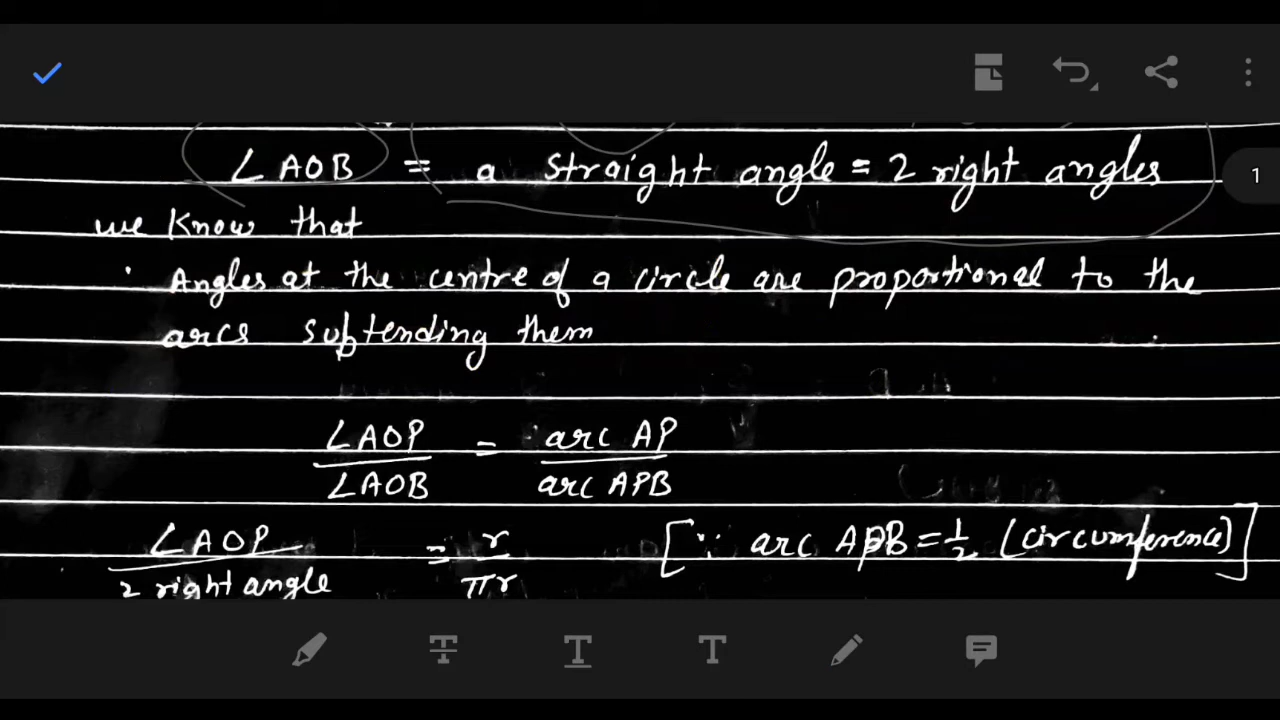 ∠AOB = a straight angle = 2 right angles
1
we know that
• Angles at the centre of a circle are proportional to the
arcs subtending them
∠AOP / ∠AOB = arc AP / arc APB
∠AOP / 2 right angle = r / πr [∵ arc APB = 1/2 (circumference)]
T T T